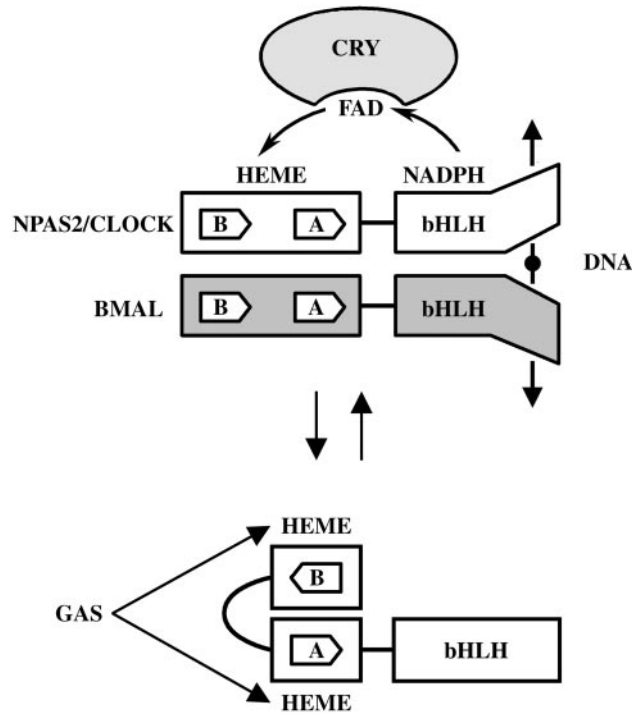 CRY
FAD
HEME NADPH
NPAS2/CLOCK B A bHLH
DNA
BMAL B A bHLH
HEME
B
GAS
A bHLH
HEME